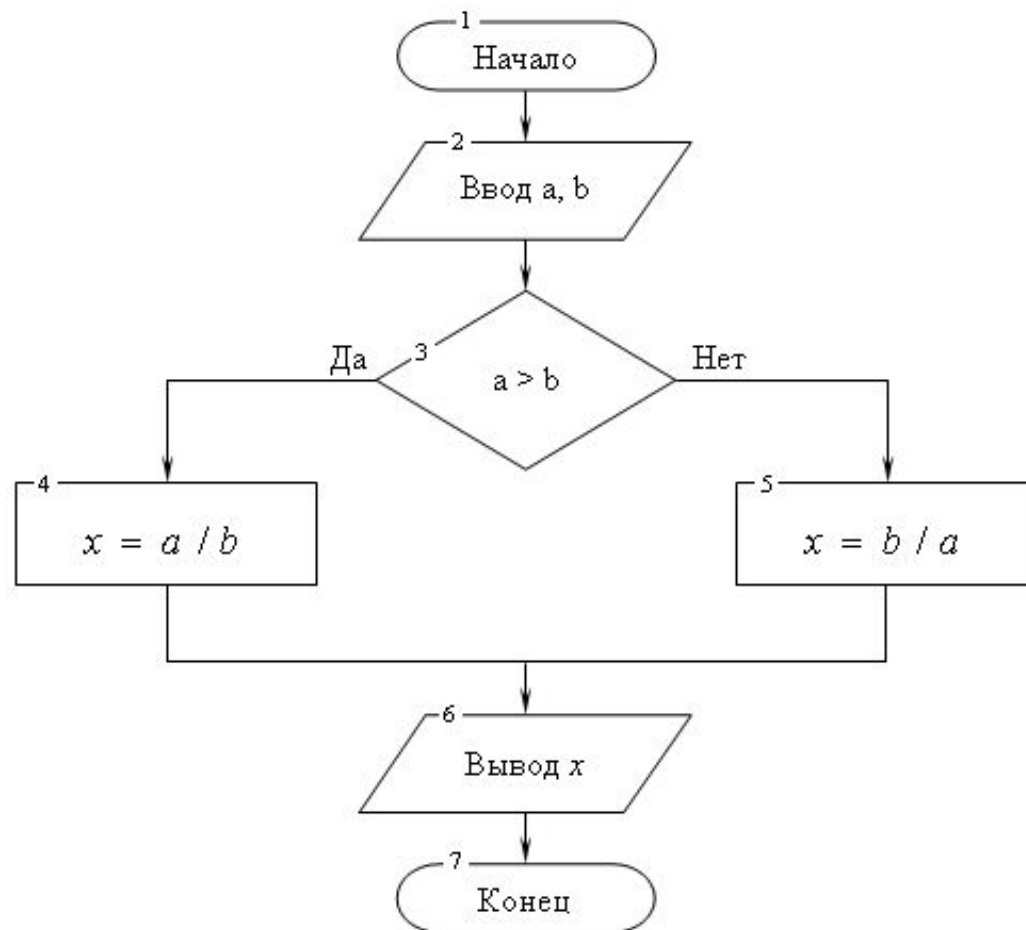 1
Начало
2
Ввод a, b
3
Да
Нет
a > b
4
x = a / b
5
x = b / a
6
Вывод x
7
Конец